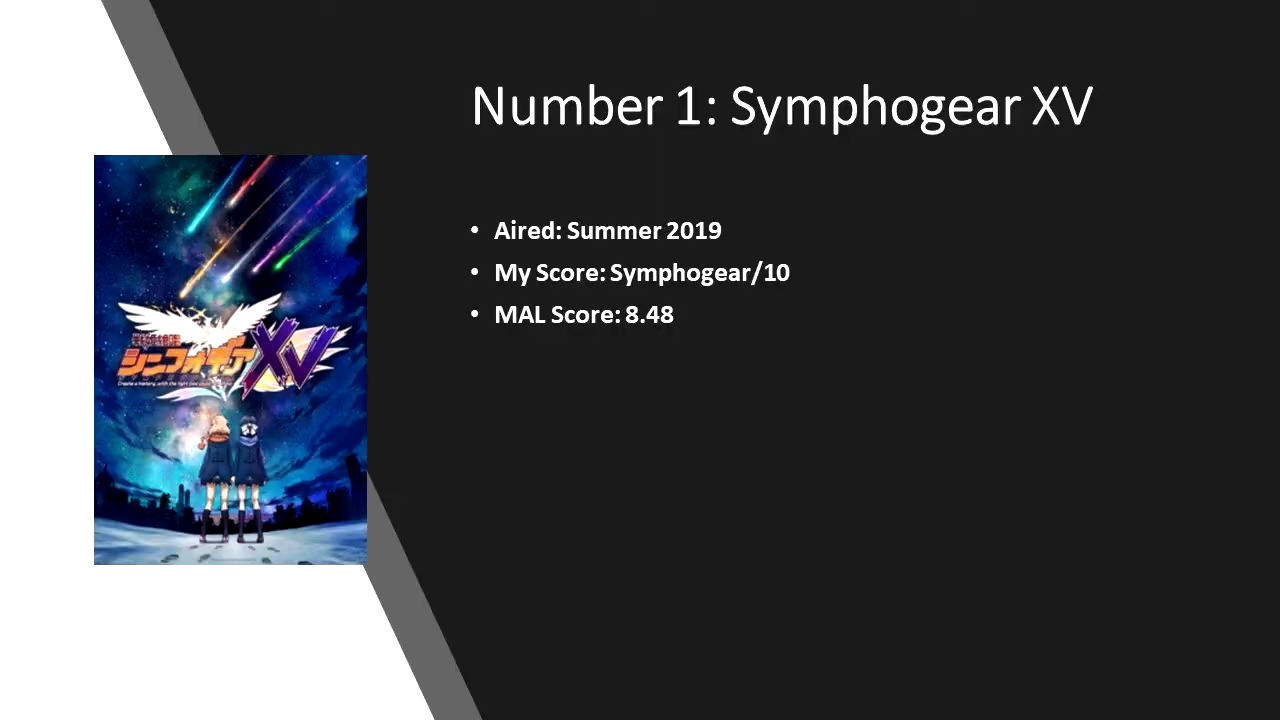 Number 1: Symphogear XV
• Aired: Summer 2019
• My Score: Symphogear/10
• MAL Score: 8.48
シンフォギア XV